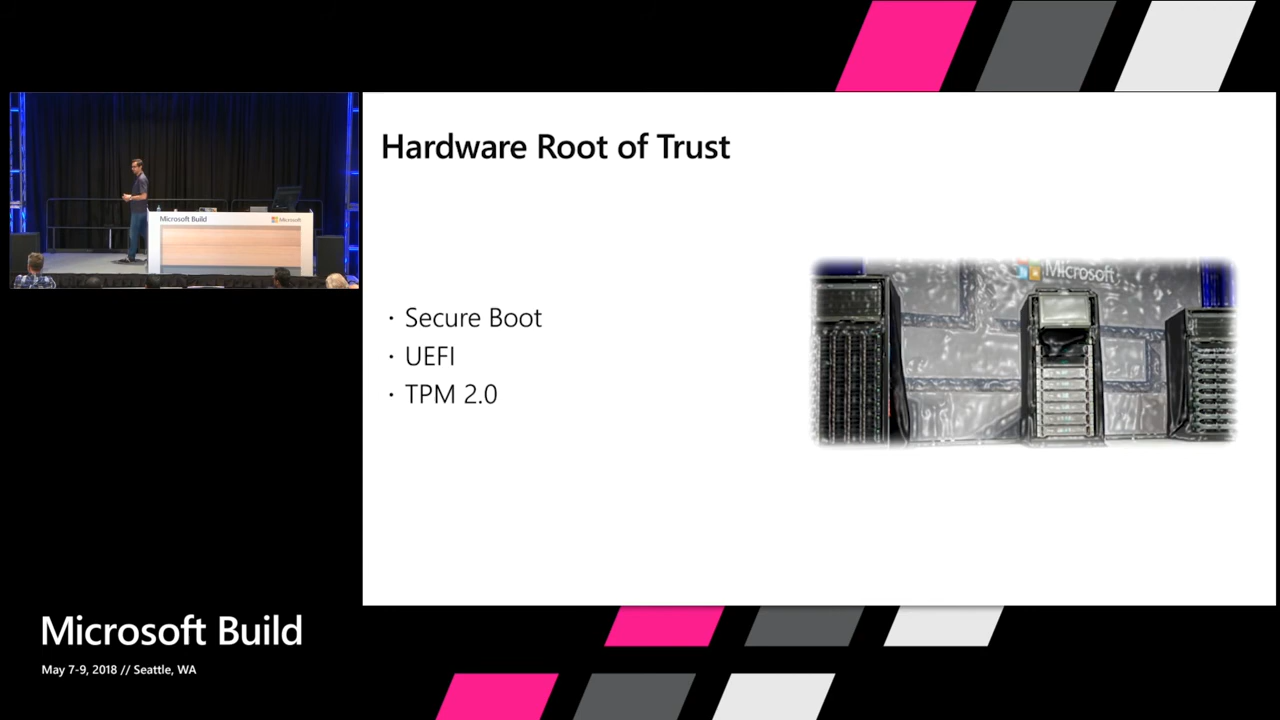 Microsoft Build
Microsoft
Hardware Root of Trust
· Secure Boot
· UEFI
· TPM 2.0
Microsoft
Microsoft Build
May 7-9, 2018 // Seattle, WA